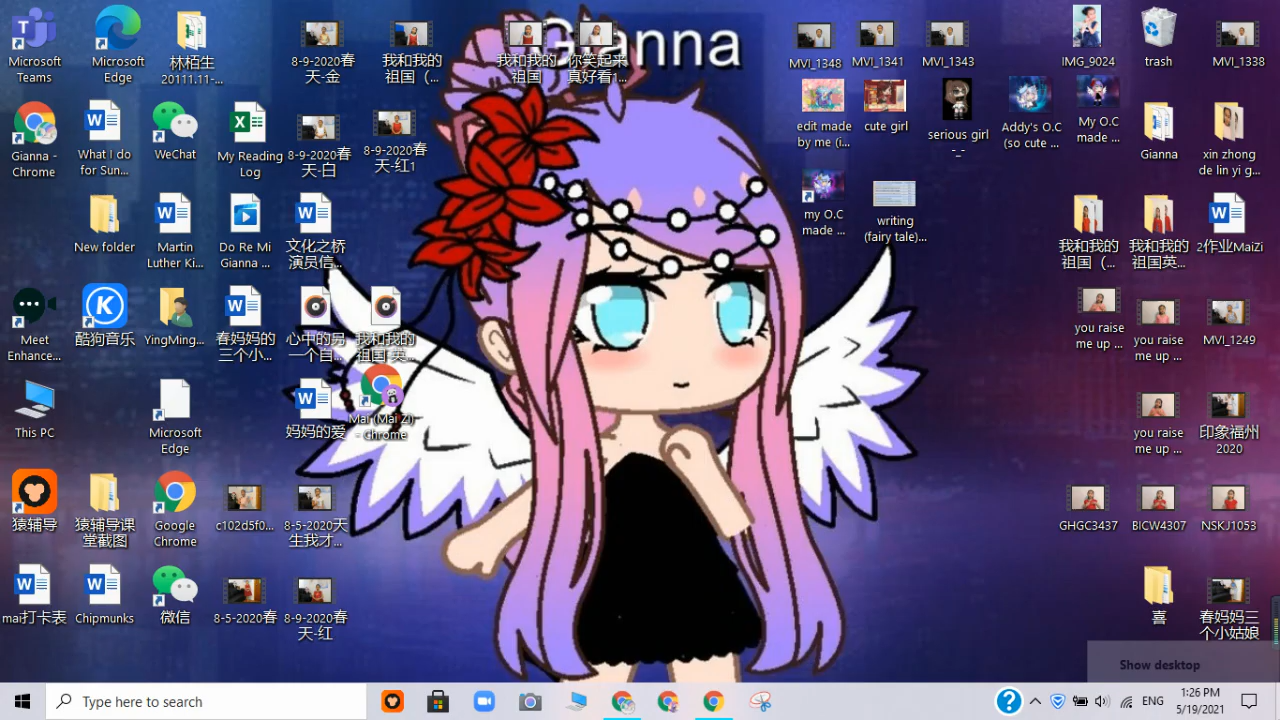 Gianna
Microsoft
Teams
Microsoft
Edge
林栢生
20111.11-...
8-9-2020春
天-金
我和我的
祖国（...
我和我的
祖国
你笑起来
真好看1...
MVI_1348
MVI_1341
MVI_1343
IMG_9024
trash
MVI_1338
Gianna -
Chrome
What I do
for Sun...
WeChat
My Reading
Log
8-9-2020春
天-白
8-9-2020春
天-红1
edit made
by me (i...
cute girl
serious girl
-_-
Addy's O.C
(so cute ...
My O.C
made ...
Gianna
xin zhong
de lin yi g...
New folder
Martin
Luther Ki...
Do Re Mi
Gianna ...
文化之桥
演员信...
my O.C
made ...
writing
(fairy tale)...
我和我的
祖国（...
我和我的
祖国英...
2作业MaiZi
Meet
Enhance...
酷狗音乐
YingMing...
春妈妈的
三个小...
心中的另
一个自...
我和我的
祖国 英...
you raise
me up ...
you raise
me up ...
MVI_1249
This PC
Microsoft
Edge
妈妈的爱
Mai (Mai Zi)
- Chrome
you raise
me up ...
印象福州
2020
猿辅导
猿辅导课
堂截图
Google
Chrome
c102d5f0...
8-5-2020天
生我才...
GHGC3437
BICW4307
NSKJ1053
mai打卡表
Chipmunks
微信
8-5-2020春
8-9-2020春
天-红
喜
春妈妈三
个小姑娘
Show desktop
Type here to search
ENG
1:26 PM
5/19/2021